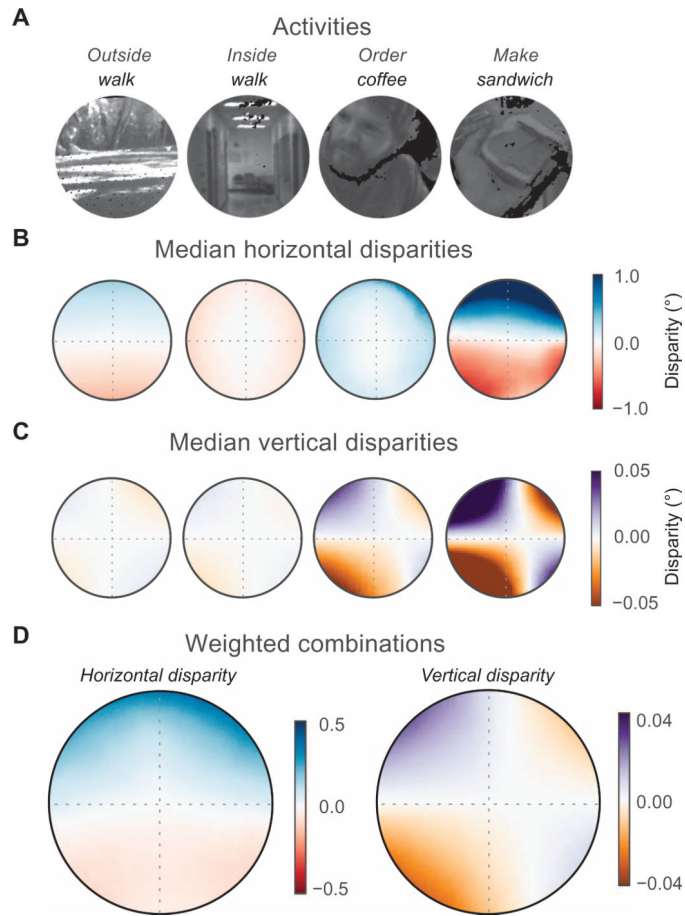 A
Activities
Outside
walk
Inside
walk
Order
coffee
Make
sandwich
B
Median horizontal disparities
1.0
0.0
−1.0
Disparity (°)
C
Median vertical disparities
0.05
0.00
−0.05
Disparity (°)
D
Weighted combinations
Horizontal disparity
Vertical disparity
0.5
0.0
−0.5
0.04
0.00
−0.04